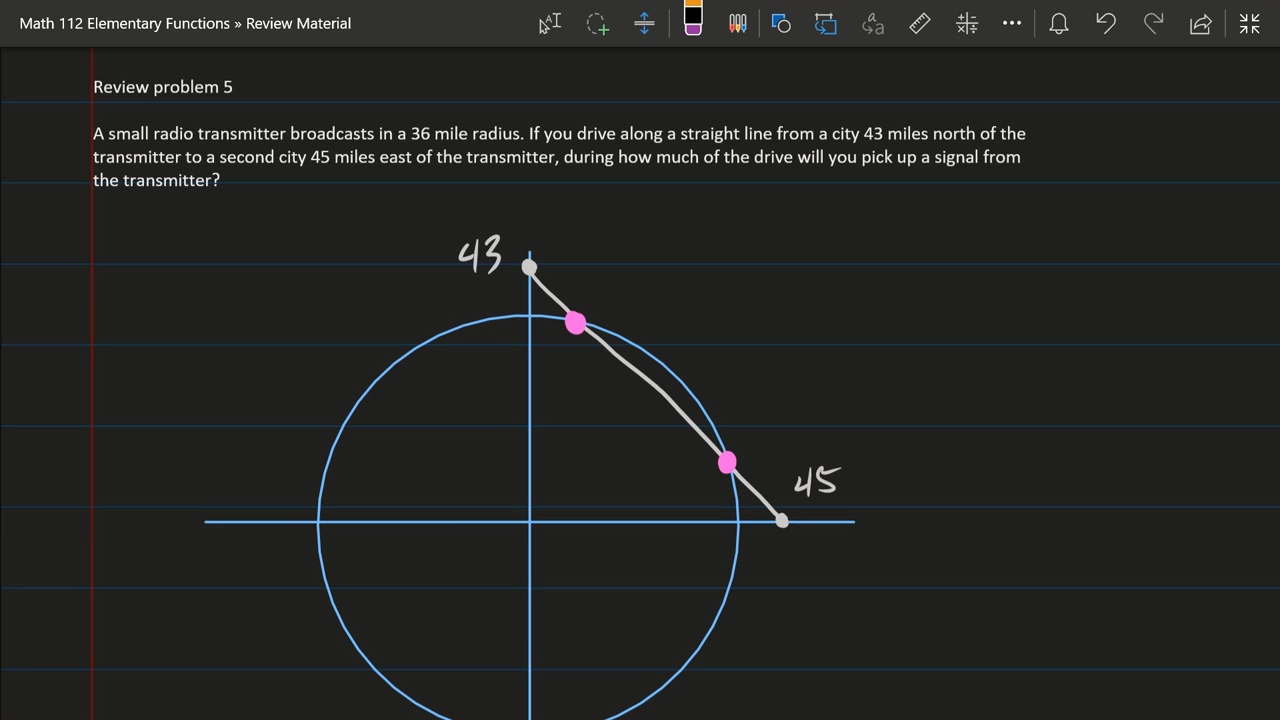 Math 112 Elementary Functions » Review Material
Review problem 5
A small radio transmitter broadcasts in a 36 mile radius. If you drive along a straight line from a city 43 miles north of the
transmitter to a second city 45 miles east of the transmitter, during how much of the drive will you pick up a signal from
the transmitter?
43
45